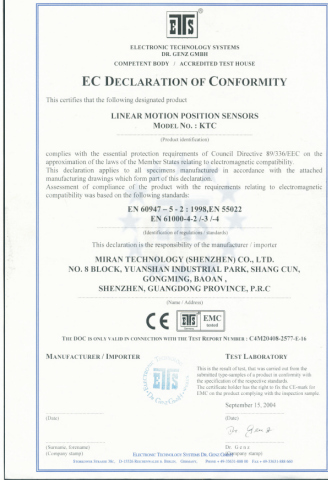 ETS
ELECTRONIC TECHNOLOGY SYSTEMS
DR. GENZ GMBH
COMPETENT BODY / ACCREDITED TEST HOUSE
EC DECLARATION OF CONFORMITY
This certifies that the following designated product
LINEAR MOTION POSITION SENSORS
MODEL NO. : KTC
(Product identification)
complies with the essential protection requirements of Council Directive 89/336/EEC on the
approximation of the laws of the Member States relating to electromagnetic compatibility.
This declaration applies to all specimens manufactured in accordance with the attached
manufacturing drawings which form part of this declaration.
Assessment of compliance of the product with the requirements relating to electromagnetic
compatibility was based on the following standards:
EN 60947 – 5 - 2 : 1998,EN 55022
EN 61000-4-2 /-3 /-4
(Identification of regulations / standards)
This declaration is the responsibility of the manufacturer / importer
MIRAN TECHNOLOGY (SHENZHEN) CO., LTD.
NO. 8 BLOCK, YUANSHAN INDUSTRIAL PARK, SHANG CUN,
GONGMING, BAOAN ,
SHENZHEN, GUANGDONG PROVINCE, P.R.C
(Name / Address)
CE ETS EMC
tested
THE DOC IS ONLY VALID IN CONNECTION WITH THE TEST REPORT NUMBER : C4M20408-2577-E-16
MANUFACTURER / IMPORTER
TEST LABORATORY
This is the result of test, that was carried out from the
submitted type-samples of a product in conformity with
the specification of the respective standards.
The certificate holder has the right to fix the CE-mark for
EMC on the product complying with the inspection sample.
September 15, 2004
(Date) (Date)
Dr. Genz
(Surname, forename) Dr. Genz
(Company stamp) (Company stamp)
ELECTRONIC TECHNOLOGY SYSTEMS DR. GENZ GMBH